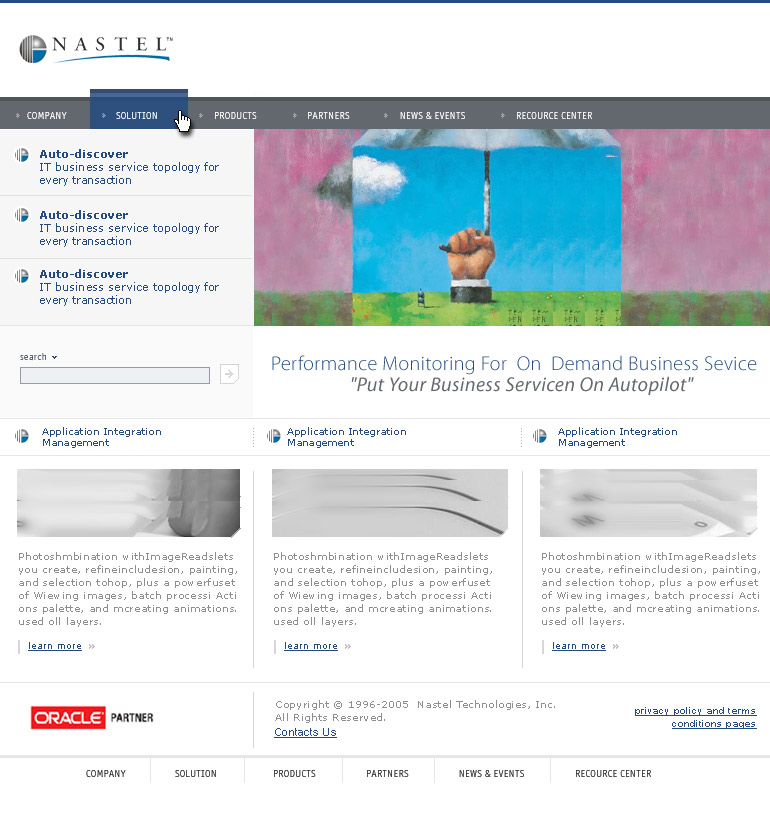 NASTEL™
COMPANY SOLUTION PRODUCTS PARTNERS NEWS & EVENTS RECOURCE CENTER
Auto-discover
IT business service topology for
every transaction
Auto-discover
IT business service topology for
every transaction
Auto-discover
IT business service topology for
every transaction
search
Performance Monitoring For On Demand Business Sevice
"Put Your Business Servicen On Autopilot"
Application Integration
Management
Application Integration
Management
Application Integration
Management
Photoshmbination withImageReadslets
you create, refineincludesion, painting,
and selection tohop, plus a powerfuset
of Wiewing images, batch processi Acti
ons palette, and mcreating animations.
used oll layers.
learn more »
Photoshmbination withImageReadslets
you create, refineincludesion, painting,
and selection tohop, plus a powerfuset
of Wiewing images, batch processi Acti
ons palette, and mcreating animations.
used oll layers.
learn more »
Photoshmbination withImageReadslets
you create, refineincludesion, painting,
and selection tohop, plus a powerfuset
of Wiewing images, batch processi Acti
ons palette, and mcreating animations.
used oll layers.
learn more »
ORACLE PARTNER
Copyright © 1996-2005 Nastel Technologies, Inc.
All Rights Reserved.
Contacts Us
privacy policy and terms
conditions pages
COMPANY SOLUTION PRODUCTS PARTNERS NEWS & EVENTS RECOURCE CENTER